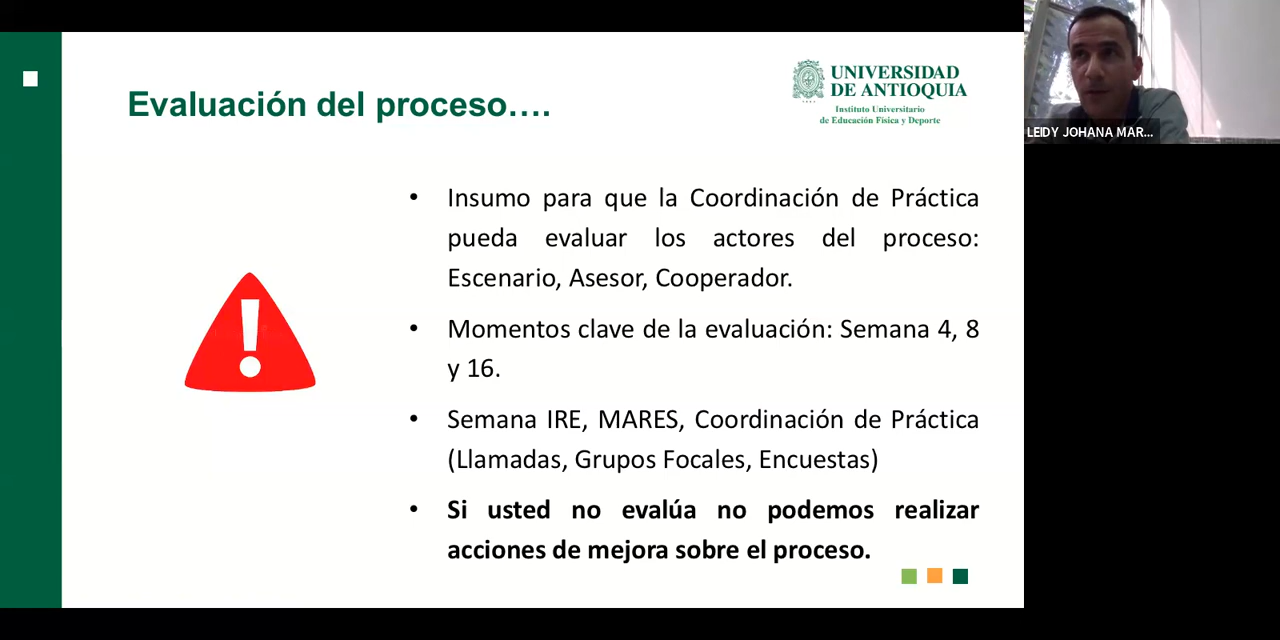 Evaluación del proceso….
UNIVERSIDAD
DE ANTIOQUIA
Instituto Universitario
de Educación Física y Deporte
• Insumo para que la Coordinación de Práctica
pueda evaluar los actores del proceso:
Escenario, Asesor, Cooperador.
• Momentos clave de la evaluación: Semana 4, 8
y 16.
• Semana IRE, MARES, Coordinación de Práctica
(Llamadas, Grupos Focales, Encuestas)
• Si usted no evalúa no podemos realizar
acciones de mejora sobre el proceso.
LEIDY JOHANA MAR...